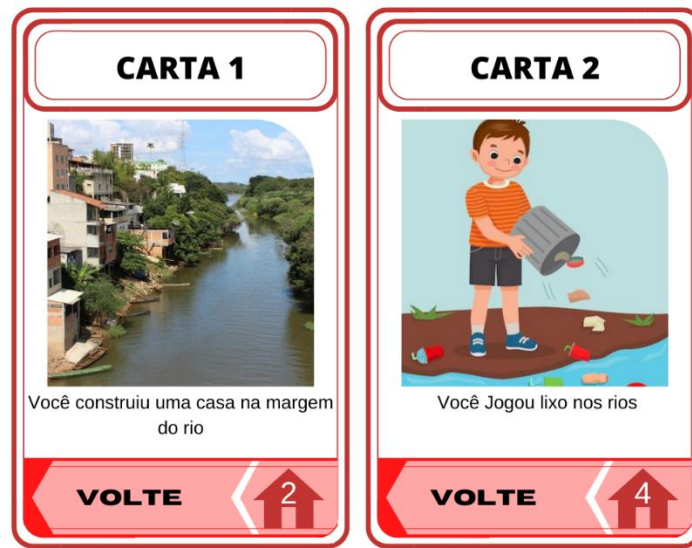 CARTA 1
Você construiu uma casa na margem
do rio
VOLTE 2
CARTA 2
Você Jogou lixo nos rios
VOLTE 4